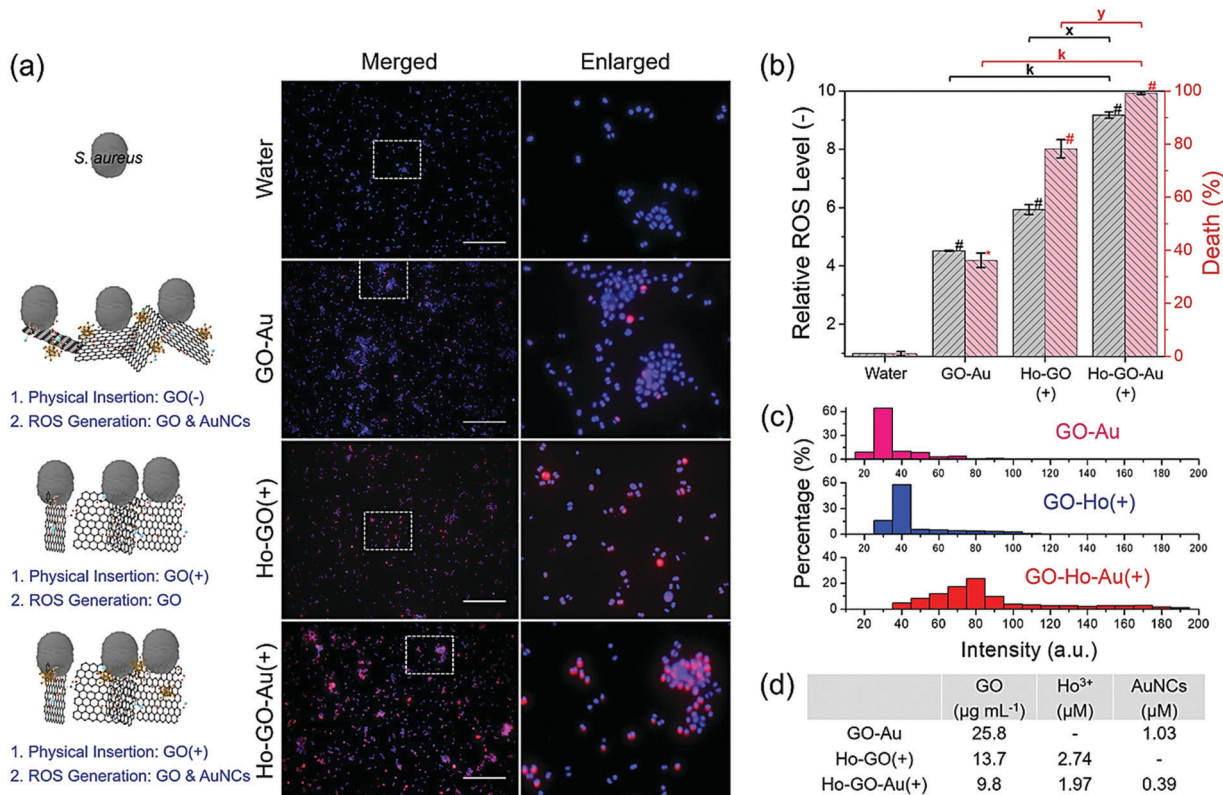 (a)
Merged
Enlarged
S. aureus
Water
GO-Au
1. Physical Insertion: GO(-)
2. ROS Generation: GO & AuNCs
Ho-GO(+)
1. Physical Insertion: GO(+)
2. ROS Generation: GO
Ho-GO-Au(+)
1. Physical Insertion: GO(+)
2. ROS Generation: GO & AuNCs
(b)
y
x
k
k
Relative ROS Level (-)
10
8
6
4
2
# * # # # #
100
80
60
40
20
0
Death (%)
Water GO-Au Ho-GO Ho-GO-Au
(+) (+)
(c)
Percentage (%)
60
30
0
GO-Au
20 40 60 80 100 120 140 160 180 200
60
30
0
GO-Ho(+)
20 40 60 80 100 120 140 160 180 200
40
20
0
GO-Ho-Au(+)
20 40 60 80 100 120 140 160 180 200
Intensity (a.u.)
(d)
GO Ho³⁺ AuNCs
(µg mL⁻¹) (µM) (µM)
GO-Au 25.8 - 1.03
Ho-GO(+) 13.7 2.74 -
Ho-GO-Au(+) 9.8 1.97 0.39